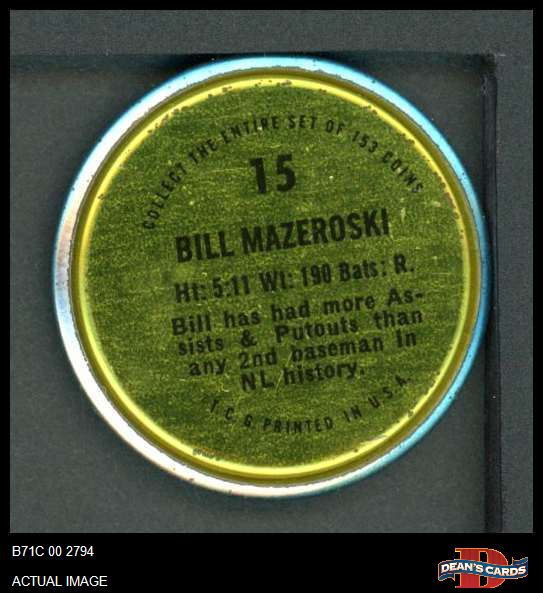 COLLECT THE ENTIRE SET OF 153 COINS
15
BILL MAZEROSKI
Ht: 5:11 Wt: 190 Bats: R.
Bill has had more As-
sists & Putouts than
any 2nd baseman in
NL history.
T.C.G. PRINTED IN U.S.A.
B71C 00 2794
ACTUAL IMAGE
D
DEAN'S CARDS